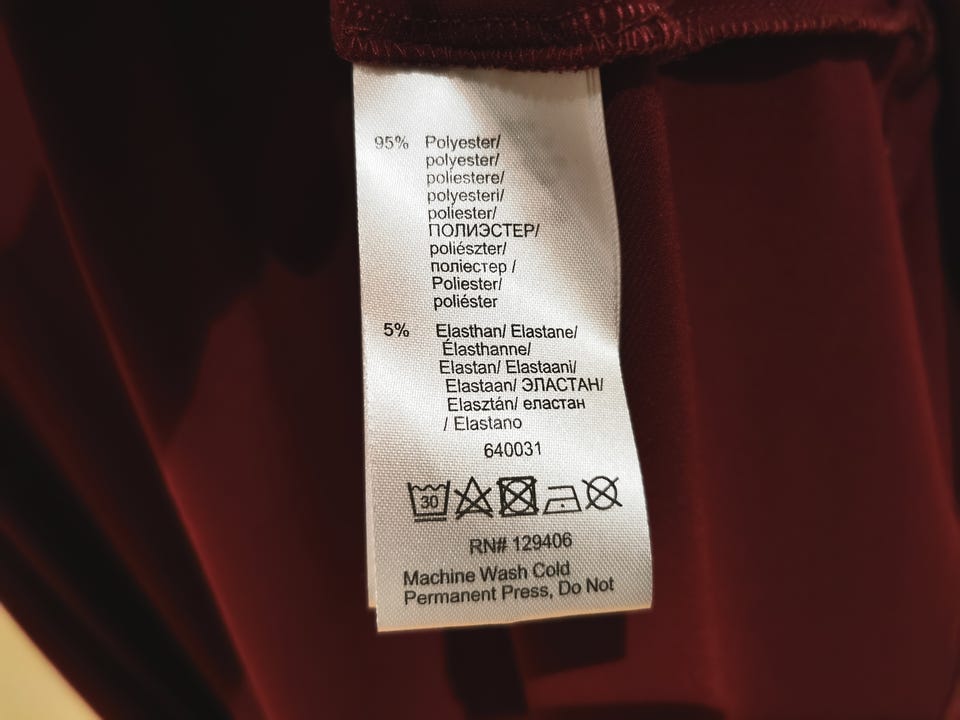 95% Polyester/
polyester/
poliestere/
polyesteri/
poliester/
ПОЛИЭСТЕР/
poliészter/
поліестер /
Poliester/
poliéster
5% Elasthan/ Elastane/
Élasthanne/
Elastan/ Elastaani/
Elastaan/ ЭЛАСТАН/
Elasztán/ еластан
/ Elastano
640031
30
RN# 129406
Machine Wash Cold
Permanent Press, Do Not